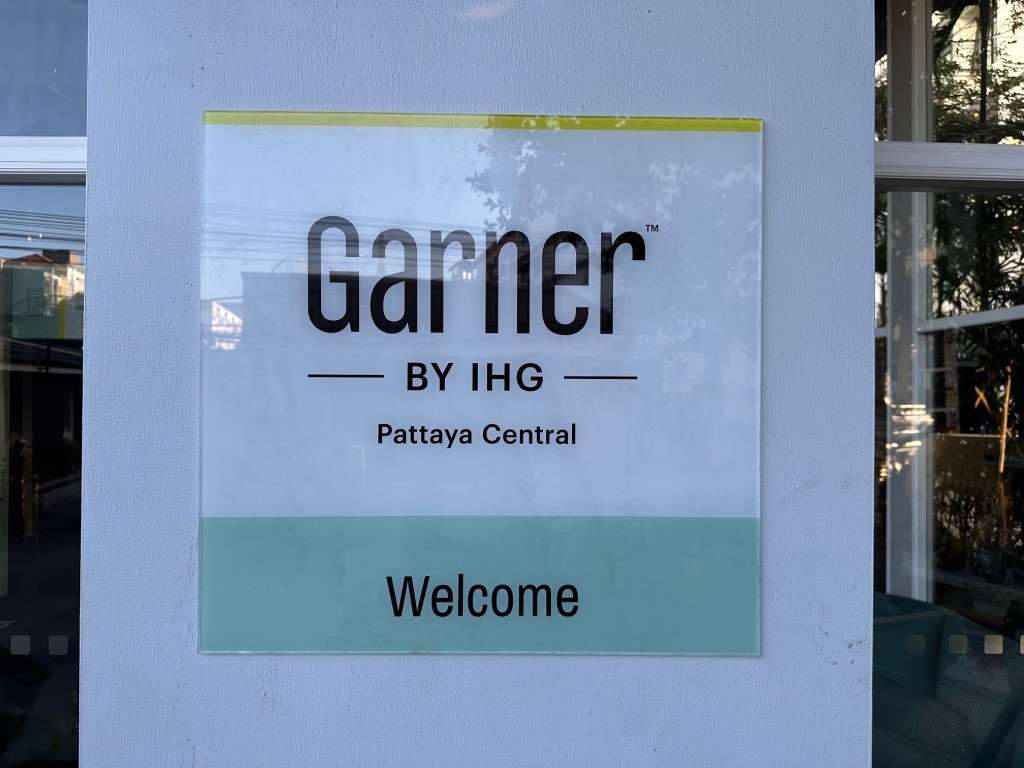 Garner™
BY IHG
Pattaya Central
Welcome